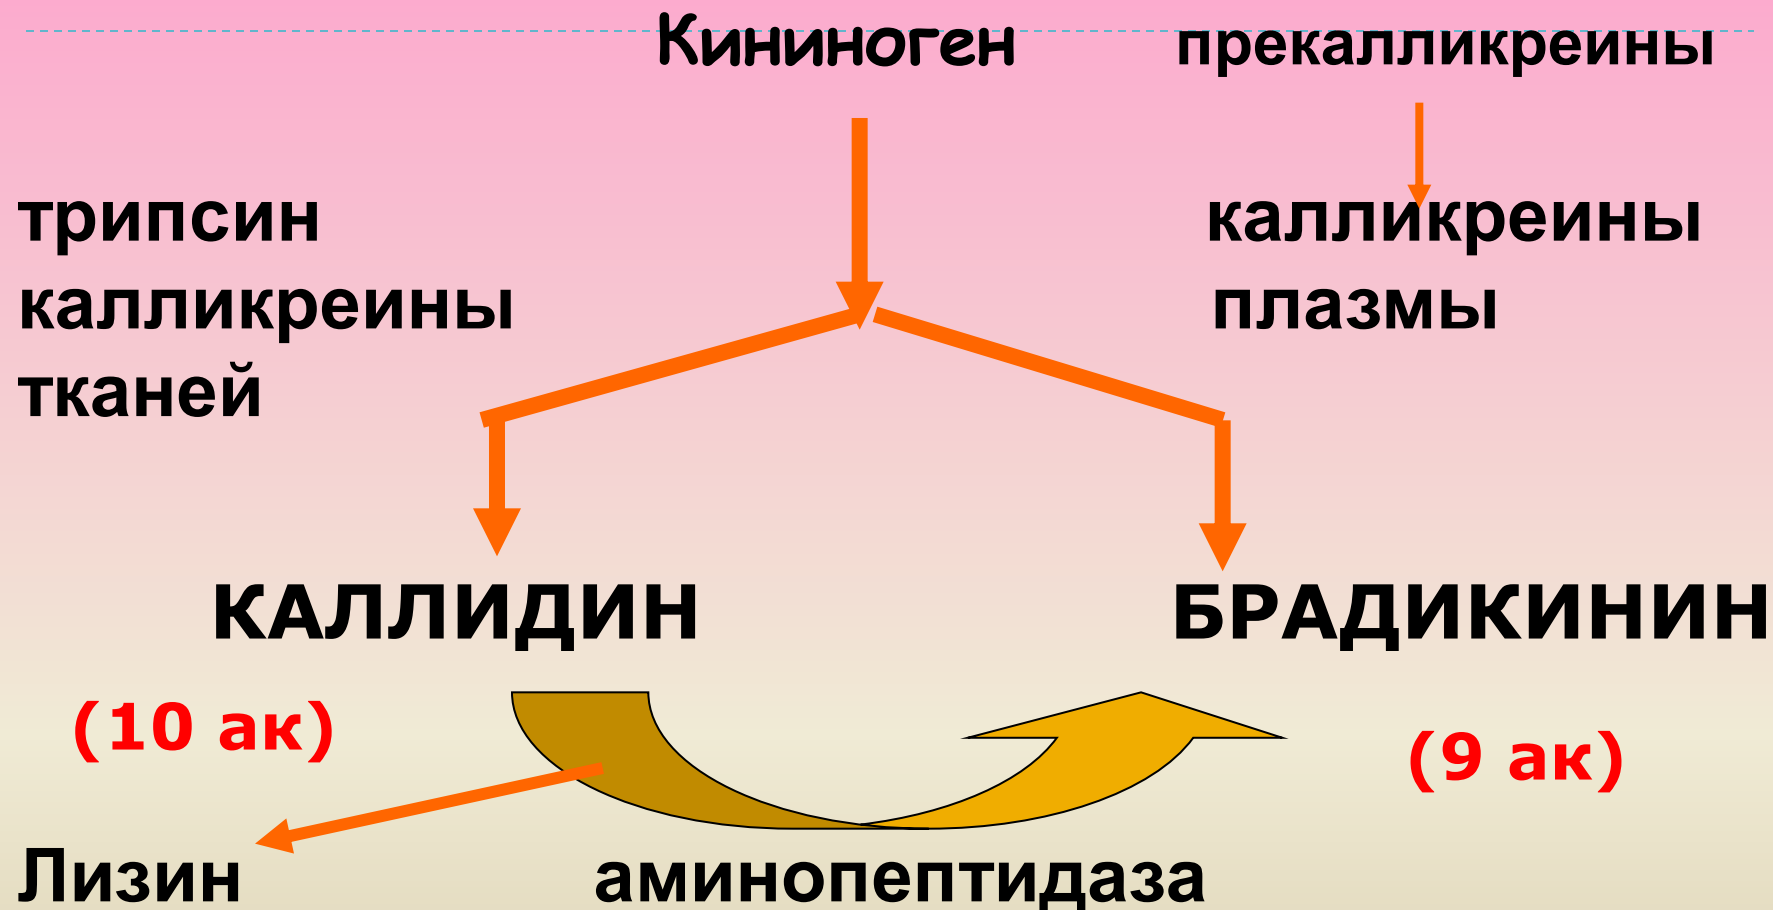 Кининоген
прекалликреины
трипсин
калликреины
тканей
калликреины
плазмы
КАЛЛИДИН
БРАДИКИНИН
(10 ак)
(9 ак)
Лизин
аминопептидаза